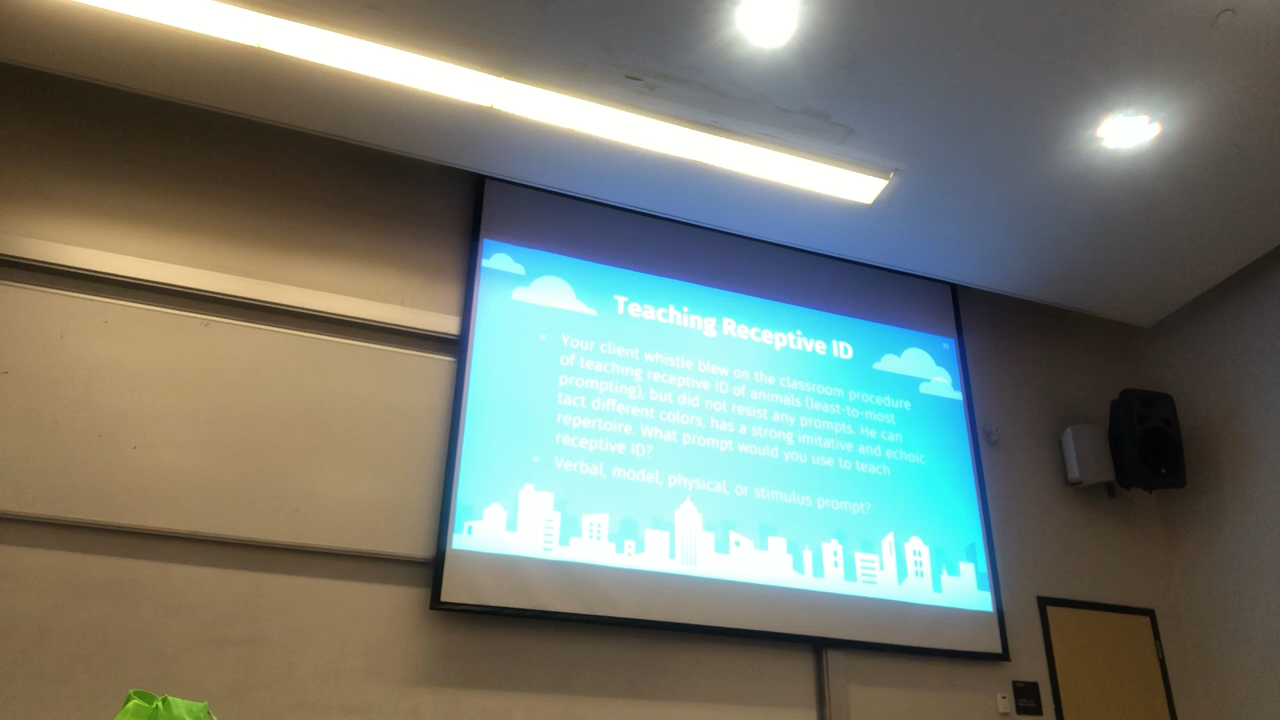 Teaching Receptive ID
Your client whistle blew on the classroom procedure
of teaching receptive ID of animals (least-to-most
prompting), but did not resist any prompts. He can
tact different colors, has a strong imitative and echoic
repertoire. What prompt would you use to teach
receptive ID?
Verbal, model, physical, or stimulus prompt?